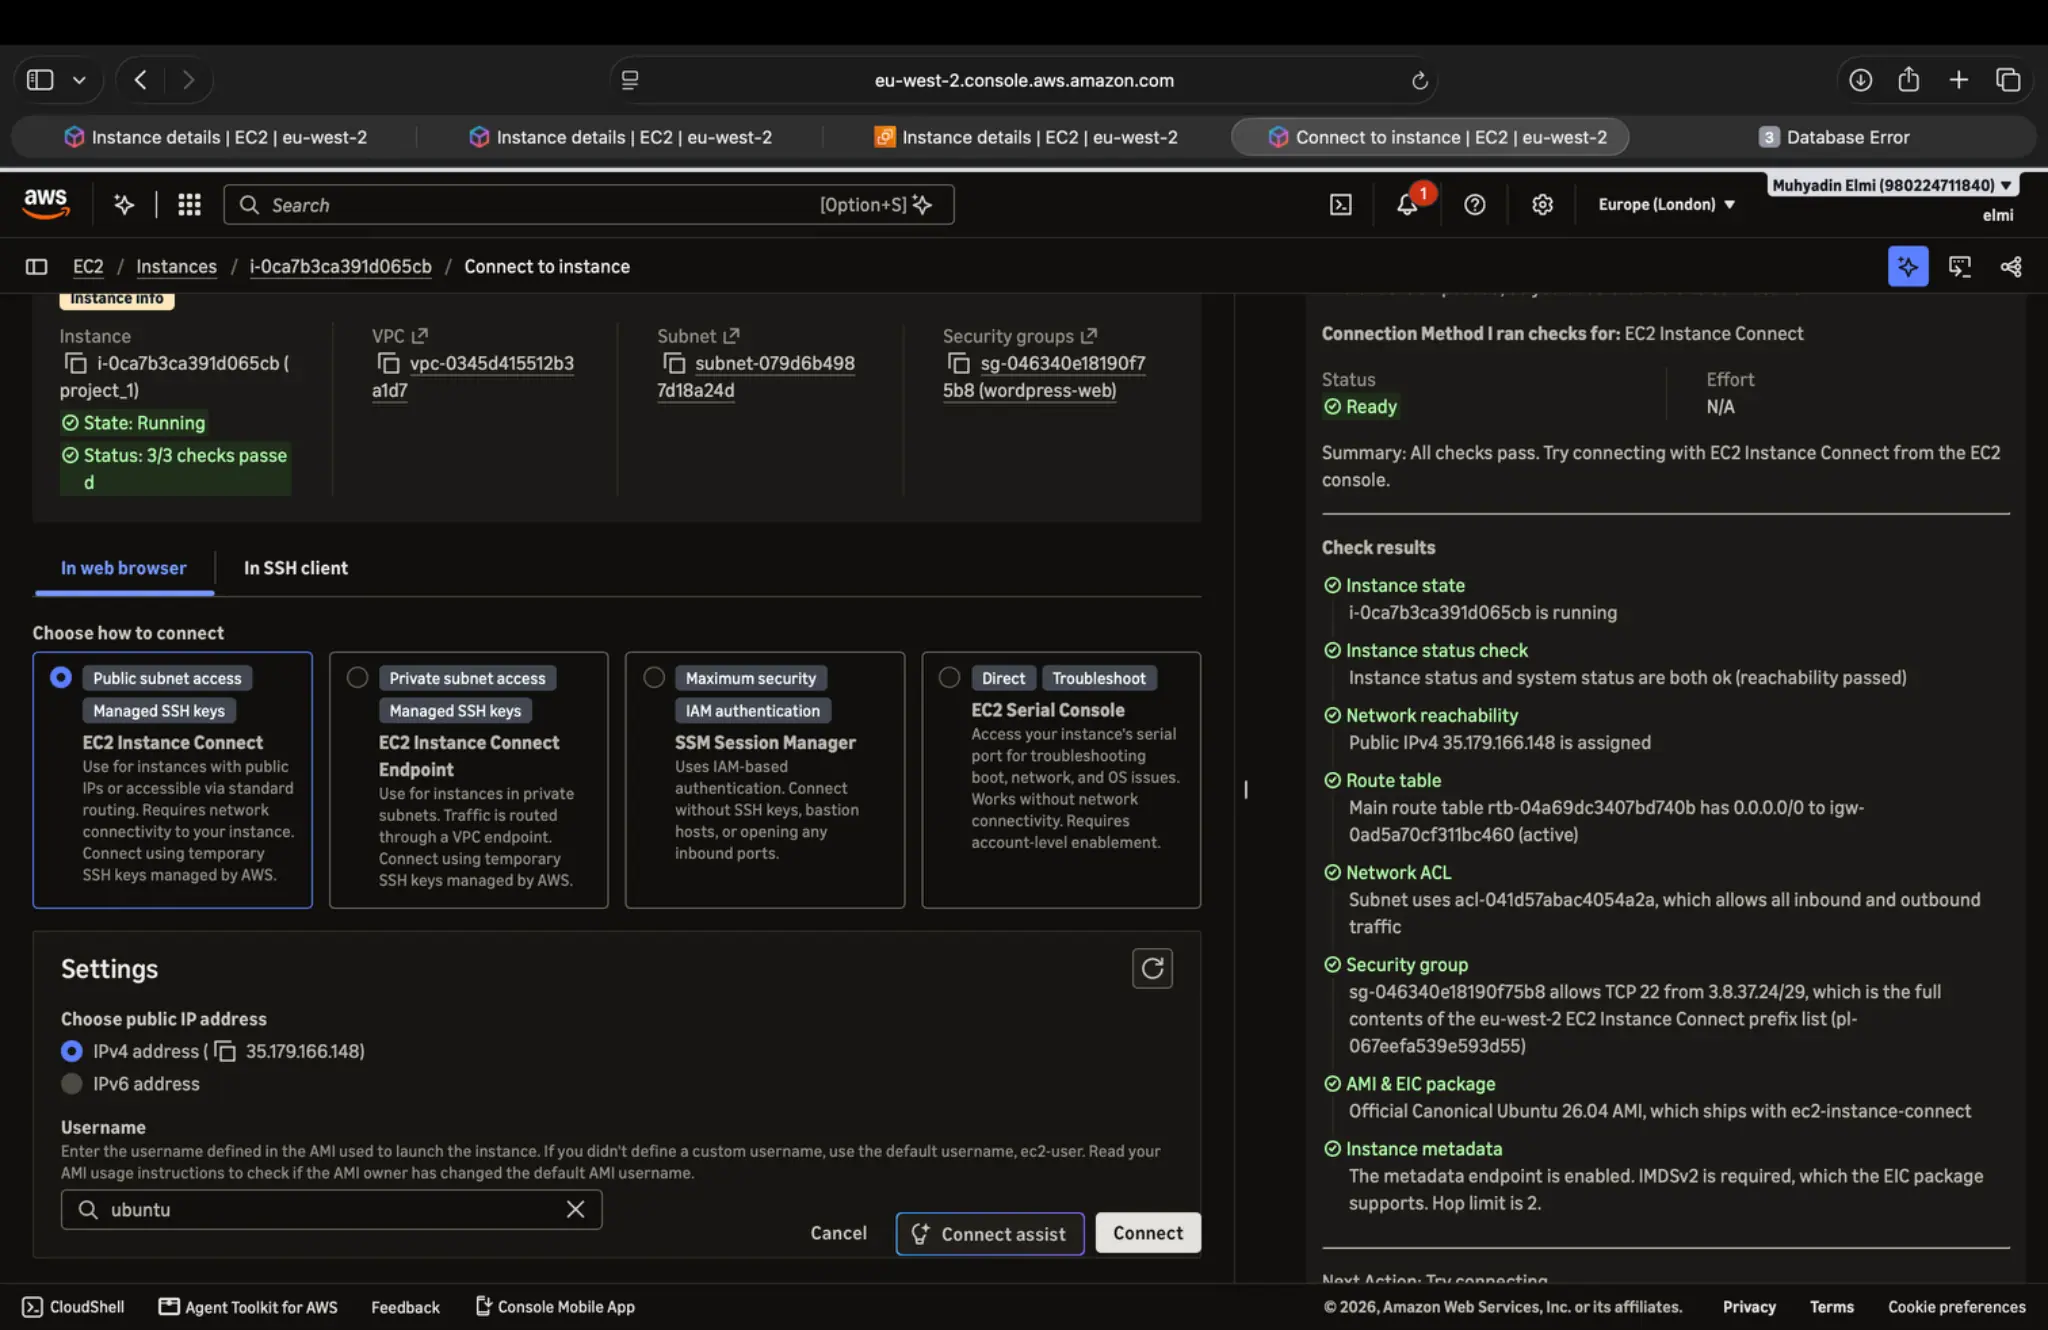 eu-west-2.console.aws.amazon.com
Instance details | EC2 | eu-west-2
Instance details | EC2 | eu-west-2
Instance details | EC2 | eu-west-2
Connect to instance | EC2 | eu-west-2
3 Database Error
aws
Search
[Option+S]
1
Europe (London) ▼
Muhyadin Elmi (980224711840) ▼
elmi
EC2 / Instances / i-0ca7b3ca391d065cb / Connect to instance
Instance info
Instance
i-0ca7b3ca391d065cb (
project_1)
State: Running
Status: 3/3 checks passe
d
VPC
vpc-0345d415512b3
a1d7
Subnet
subnet-079d6b498
7d18a24d
Security groups
sg-046340e18190f7
5b8 (wordpress-web)
In web browser
In SSH client
Choose how to connect
Public subnet access
Managed SSH keys
EC2 Instance Connect
Use for instances with public
IPs or accessible via standard
routing. Requires network
connectivity to your instance.
Connect using temporary
SSH keys managed by AWS.
Private subnet access
Managed SSH keys
EC2 Instance Connect
Endpoint
Use for instances in private
subnets. Traffic is routed
through a VPC endpoint.
Connect using temporary
SSH keys managed by AWS.
Maximum security
IAM authentication
SSM Session Manager
Uses IAM-based
authentication. Connect
without SSH keys, bastion
hosts, or opening any
inbound ports.
Direct
Troubleshoot
EC2 Serial Console
Access your instance's serial
port for troubleshooting
boot, network, and OS issues.
Works without network
connectivity. Requires
account-level enablement.
Settings
Choose public IP address
IPv4 address ( 35.179.166.148)
IPv6 address
Username
Enter the username defined in the AMI used to launch the instance. If you didn't define a custom username, use the default username, ec2-user. Read your
AMI usage instructions to check if the AMI owner has changed the default AMI username.
ubuntu
Cancel
Connect assist
Connect
Connection Method I ran checks for: EC2 Instance Connect
Status
Ready
Effort
N/A
Summary: All checks pass. Try connecting with EC2 Instance Connect from the EC2
console.
Check results
Instance state
i-0ca7b3ca391d065cb is running
Instance status check
Instance status and system status are both ok (reachability passed)
Network reachability
Public IPv4 35.179.166.148 is assigned
Route table
Main route table rtb-04a69dc3407bd740b has 0.0.0.0/0 to igw-
0ad5a70cf311bc460 (active)
Network ACL
Subnet uses acl-041d57abac4054a2a, which allows all inbound and outbound
traffic
Security group
sg-046340e18190f75b8 allows TCP 22 from 3.8.37.24/29, which is the full
contents of the eu-west-2 EC2 Instance Connect prefix list (pl-
067eefa539e593d55)
AMI & EIC package
Official Canonical Ubuntu 26.04 AMI, which ships with ec2-instance-connect
Instance metadata
The metadata endpoint is enabled. IMDSv2 is required, which the EIC package
supports. Hop limit is 2.
Next Action: Try connecting
CloudShell
Agent Toolkit for AWS
Feedback
Console Mobile App
© 2026, Amazon Web Services, Inc. or its affiliates.
Privacy
Terms
Cookie preferences